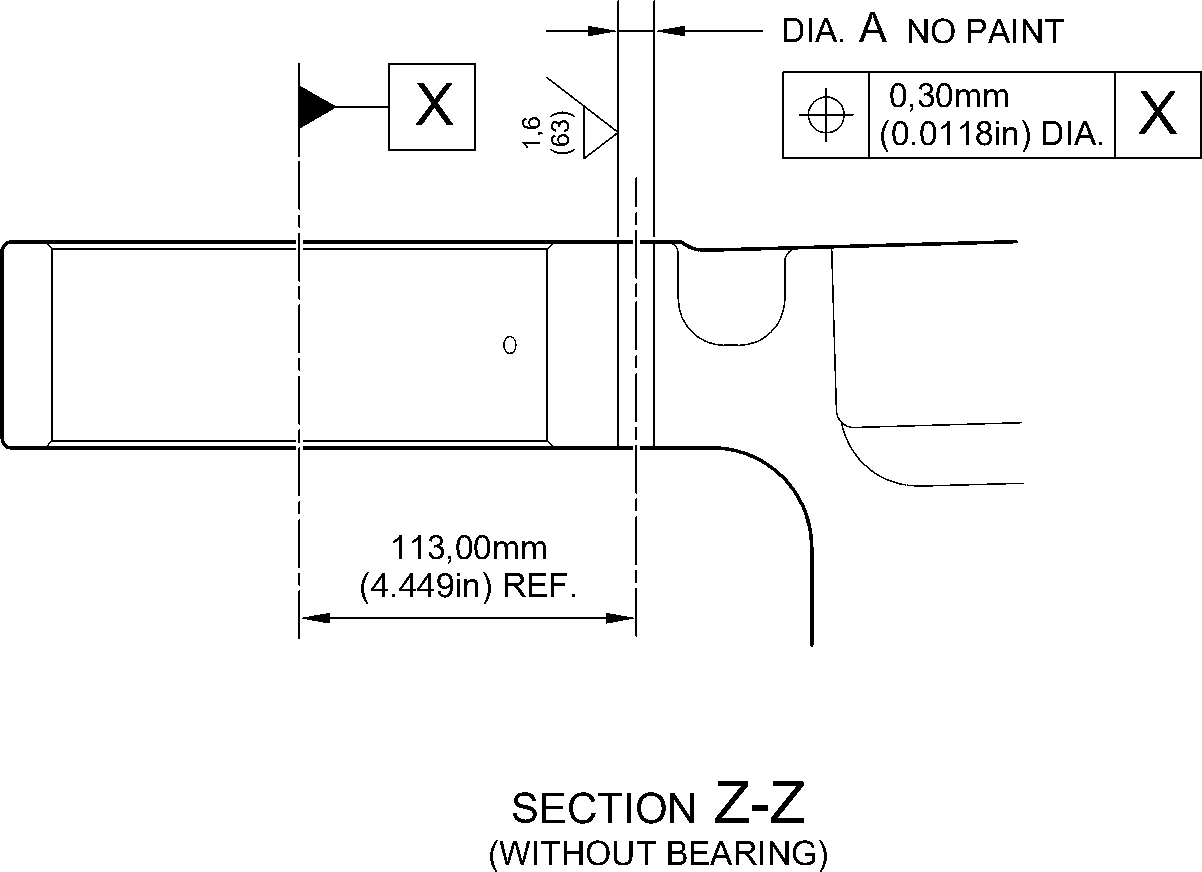 DIA. A NO PAINT
X
1,6
(63)
0,30mm
(0.0118in) DIA.
X
113,00mm
(4.449in) REF.
SECTION Z-Z
(WITHOUT BEARING)